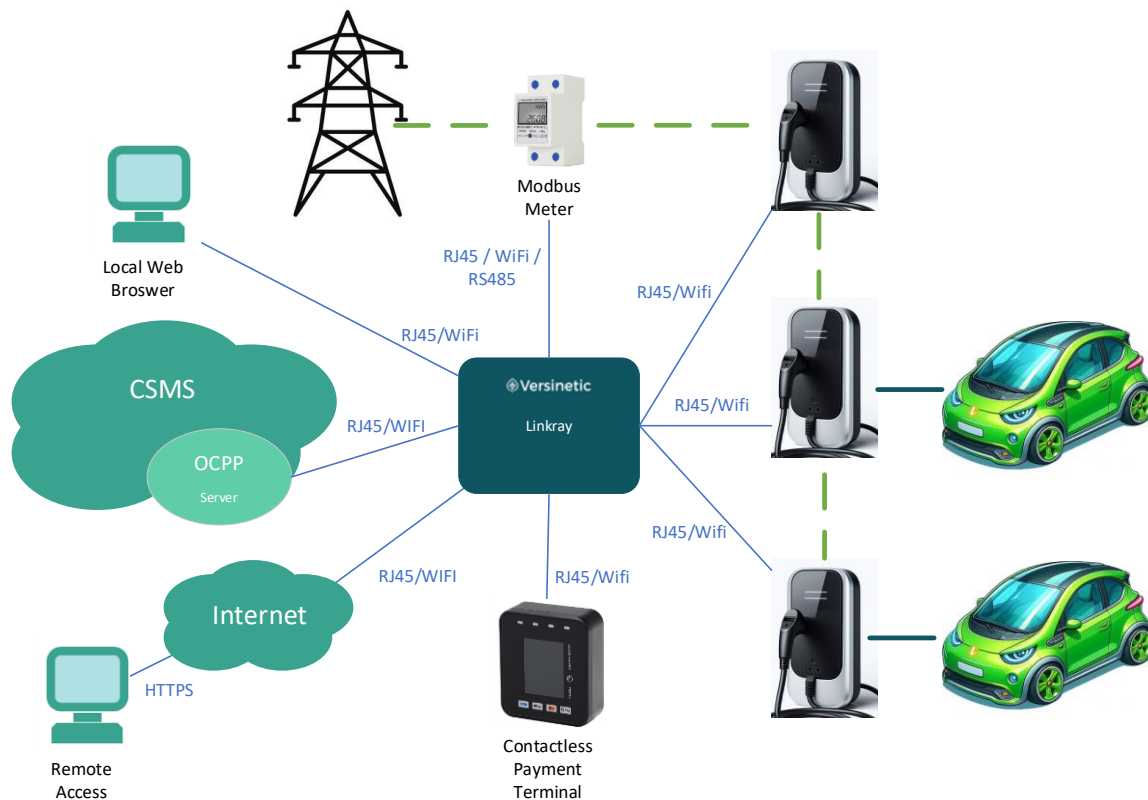 Modbus
Meter
Local Web
Broswer
RJ45 / WiFi /
RS485
RJ45/Wifi
RJ45/WiFi
CSMS
Versinetic
Linkray
RJ45/Wifi
RJ45/WIFI
OCPP
Server
RJ45/Wifi
RJ45/WIFI
RJ45/Wifi
Internet
HTTPS
Remote
Access
Contactless
Payment
Terminal